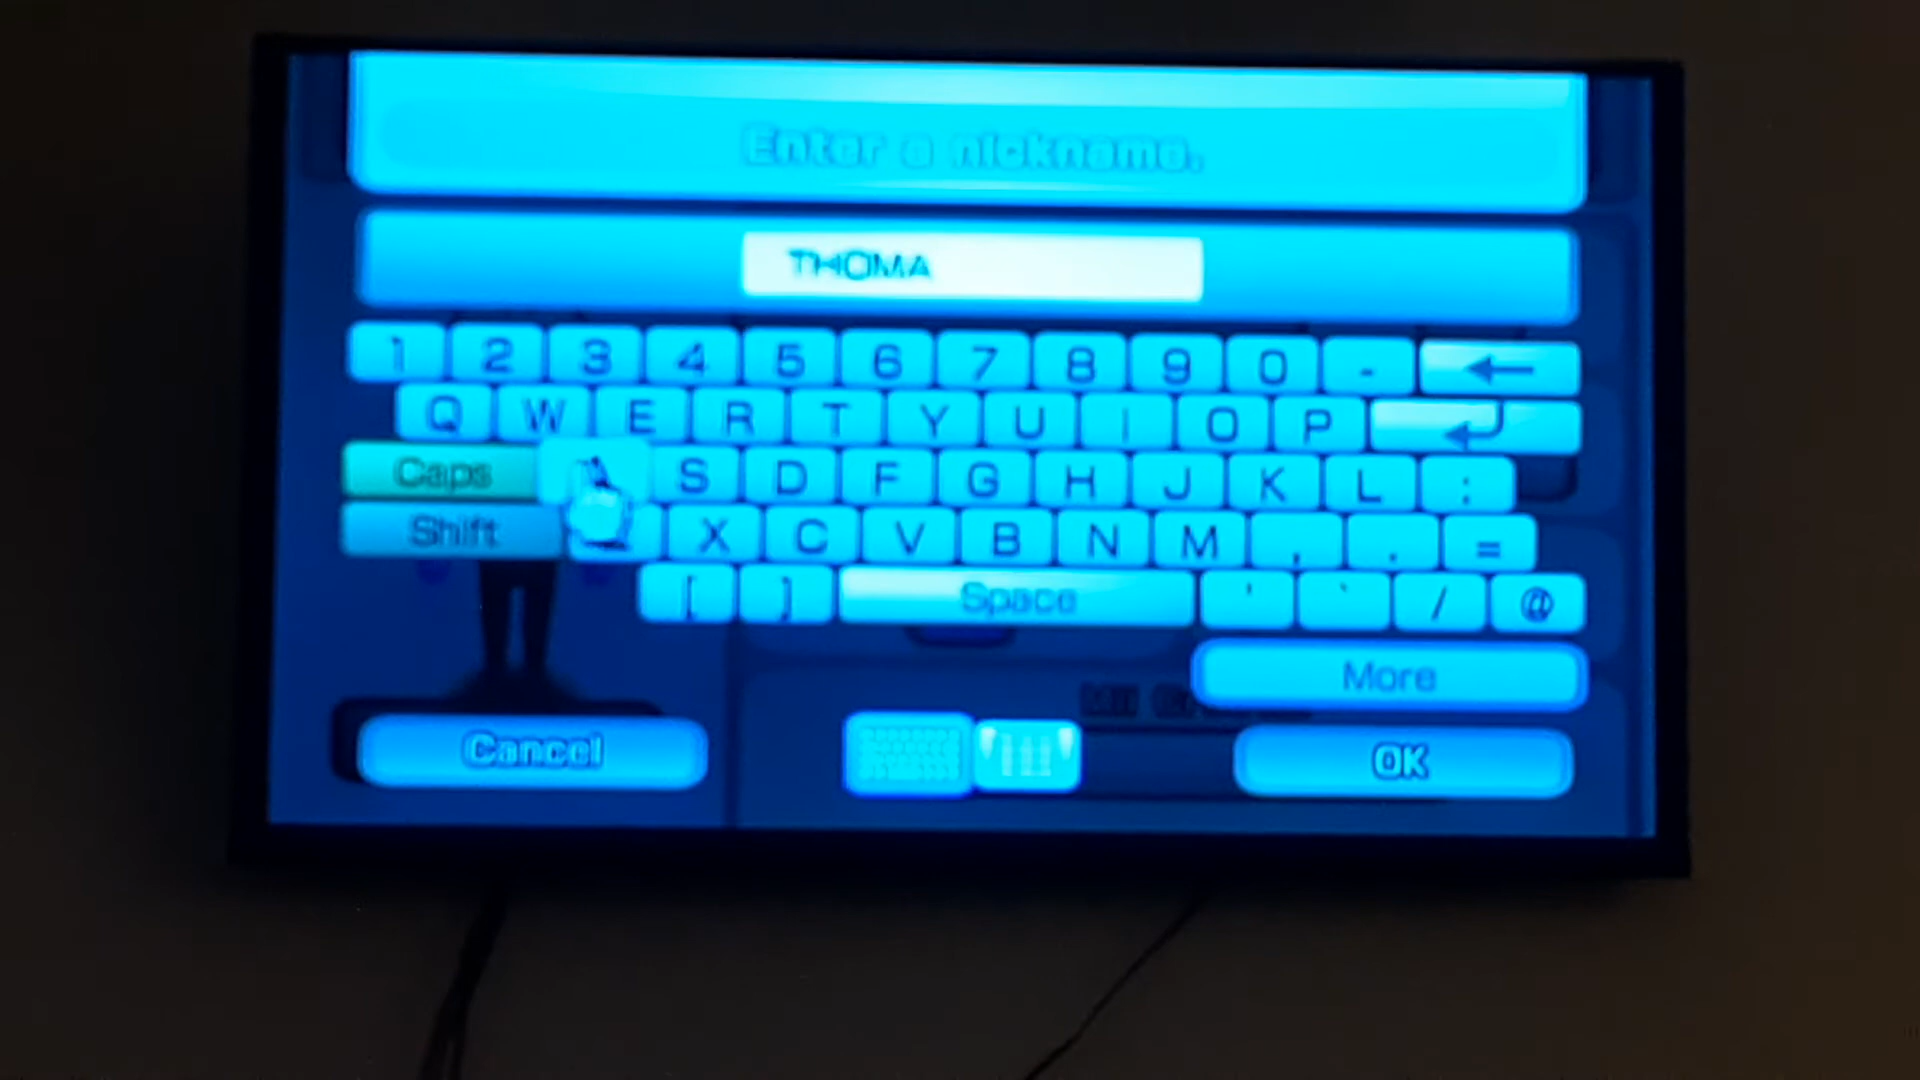 Enter a nickname.
THOMA
1 2 3 4 5 6 7 8 9 0 - ←
Q W E R T Y U I O P ↵
Caps A S D F G H J K L :
Shift X C V B N M , . =
[ ] Space ' ` / @
More
Mii
Cancel OK